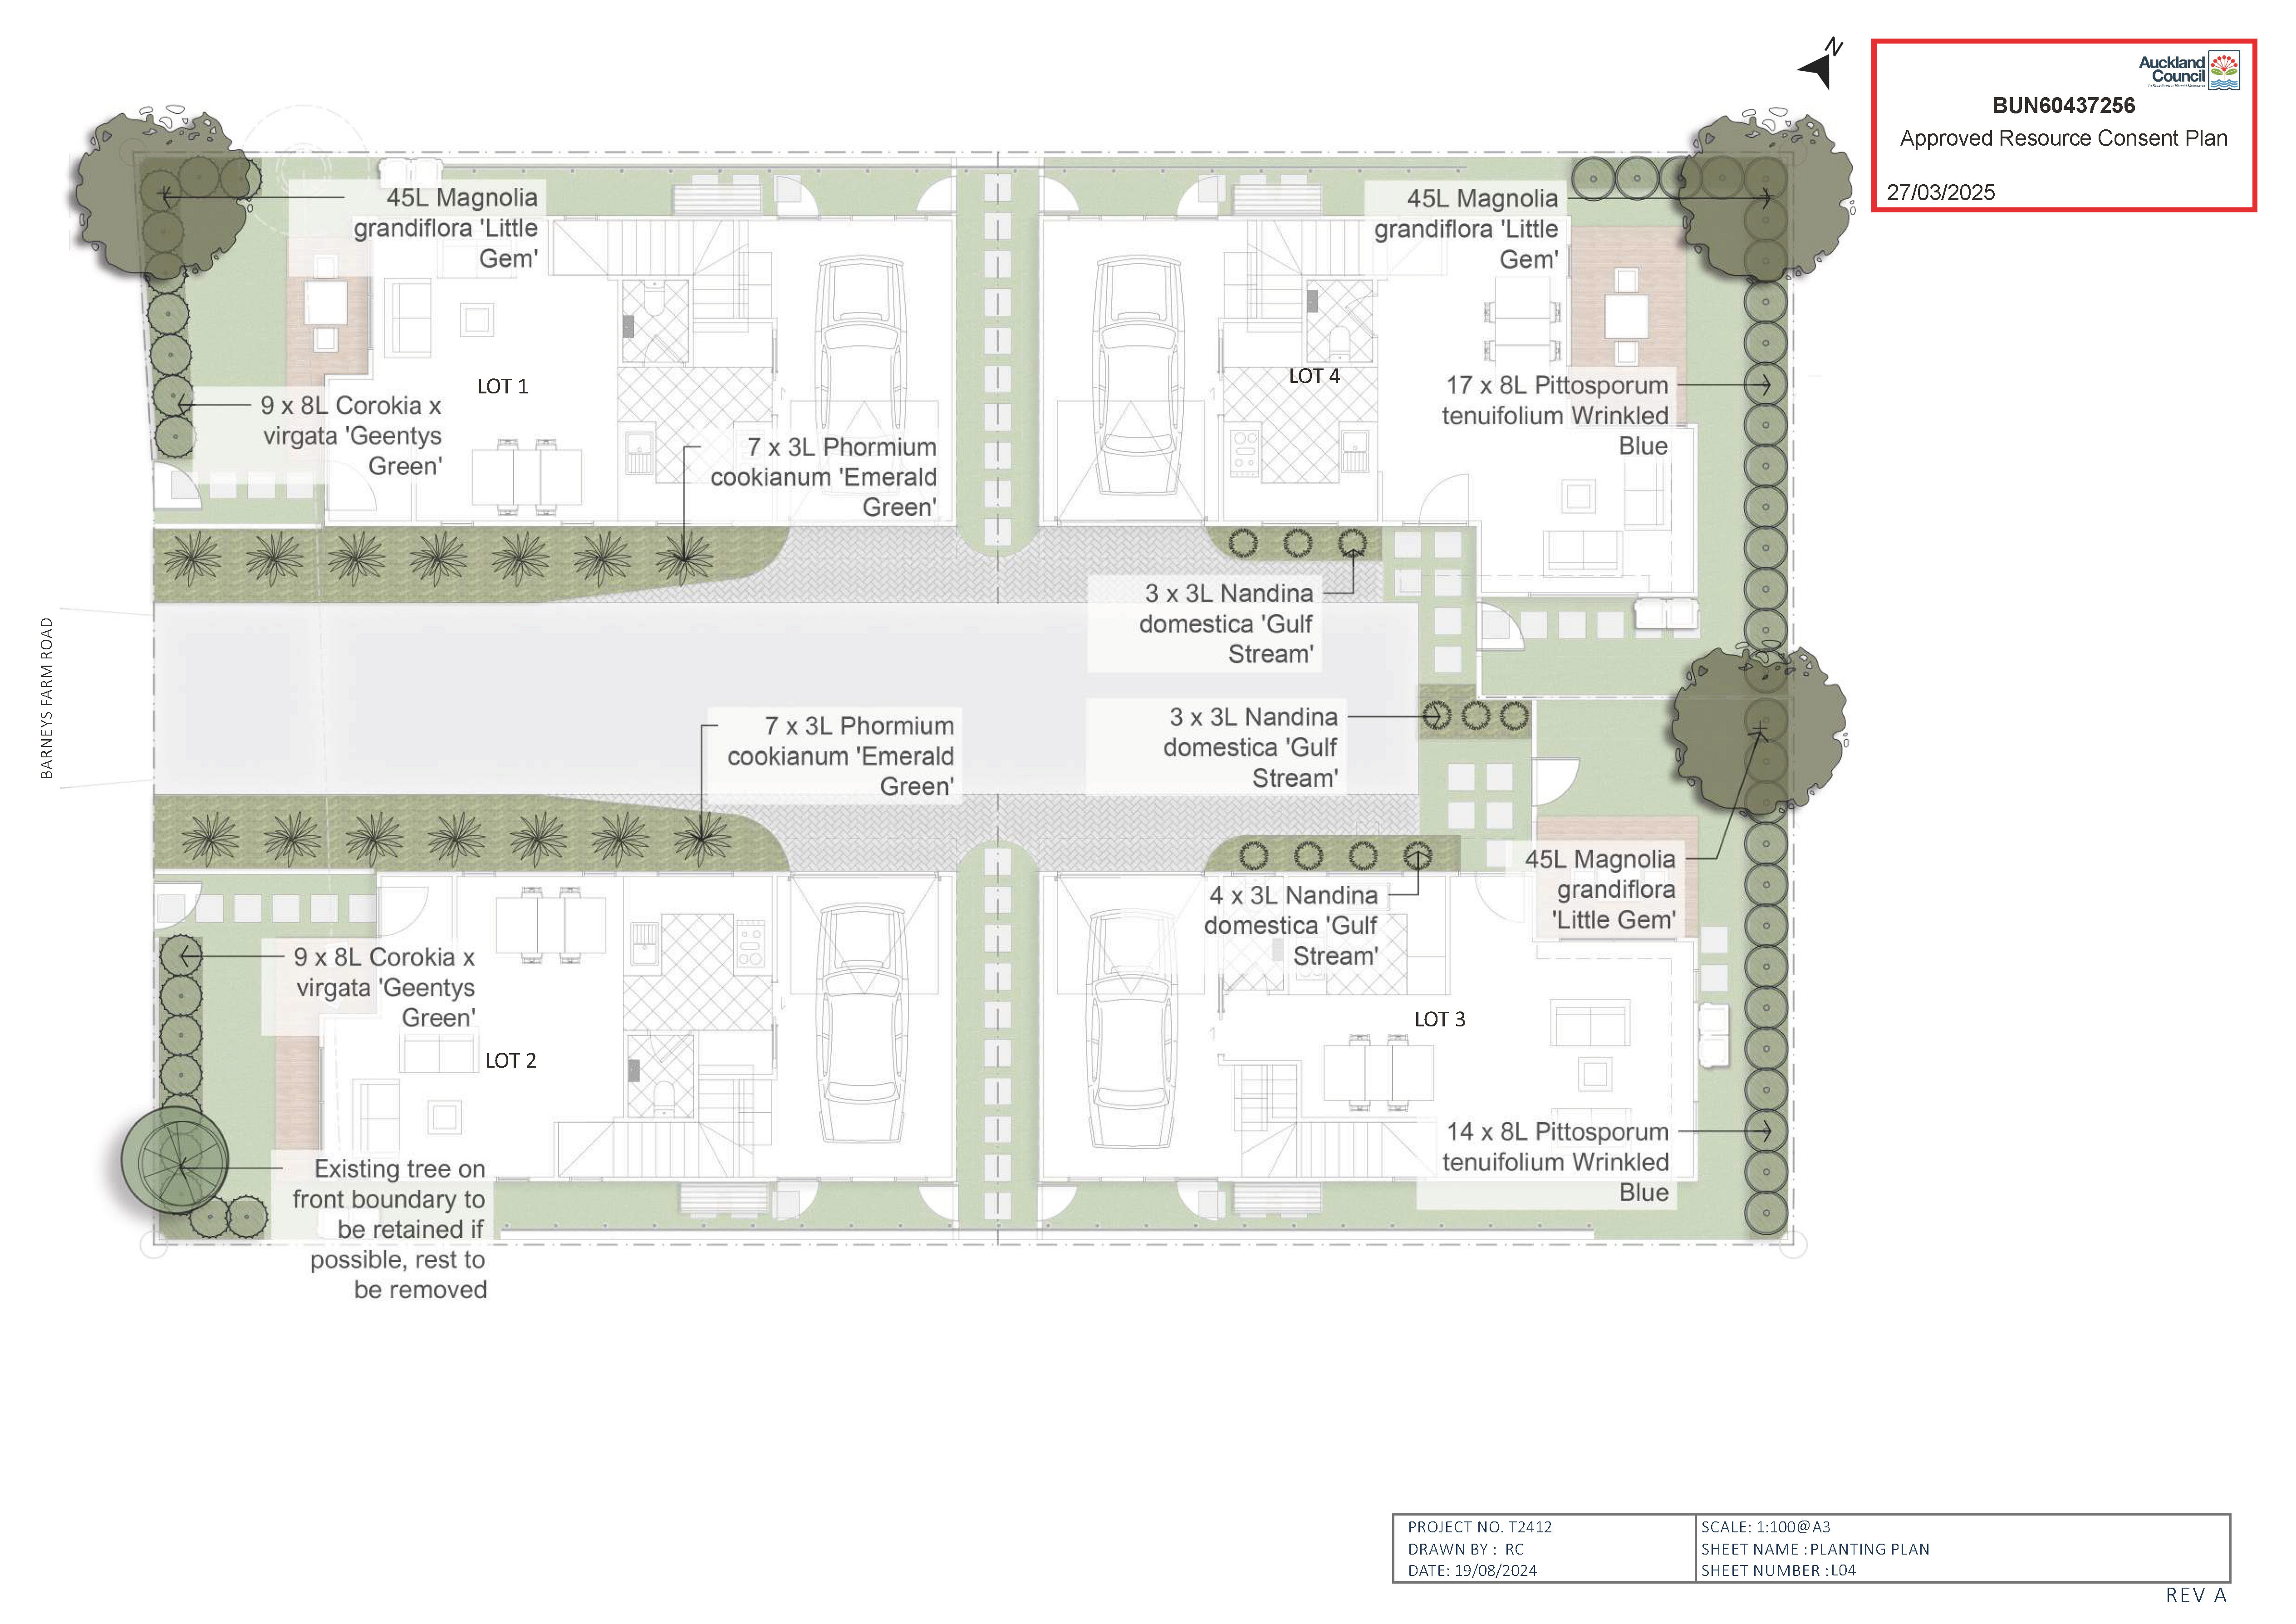 N
Auckland
Council
BUN60437256
Approved Resource Consent Plan
27/03/2025
45L Magnolia
grandiflora 'Little
Gem'
45L Magnolia
grandiflora 'Little
Gem'
LOT 1
LOT 4
9 x 8L Corokia x
virgata 'Geentys
Green'
17 x 8L Pittosporum
tenuifolium Wrinkled
Blue
7 x 3L Phormium
cookianum 'Emerald
Green'
3 x 3L Nandina
domestica 'Gulf
Stream'
BARNEYS FARM ROAD
3 x 3L Nandina
domestica 'Gulf
Stream'
7 x 3L Phormium
cookianum 'Emerald
Green'
45L Magnolia
grandiflora
'Little Gem'
4 x 3L Nandina
domestica 'Gulf
Stream'
9 x 8L Corokia x
virgata 'Geentys
Green'
LOT 2
LOT 3
14 x 8L Pittosporum
tenuifolium Wrinkled
Blue
Existing tree on
front boundary to
be retained if
possible, rest to
be removed
PROJECT NO. T2412
DRAWN BY : RC
DATE: 19/08/2024
SCALE: 1:100@A3
SHEET NAME :PLANTING PLAN
SHEET NUMBER :L04
REV A